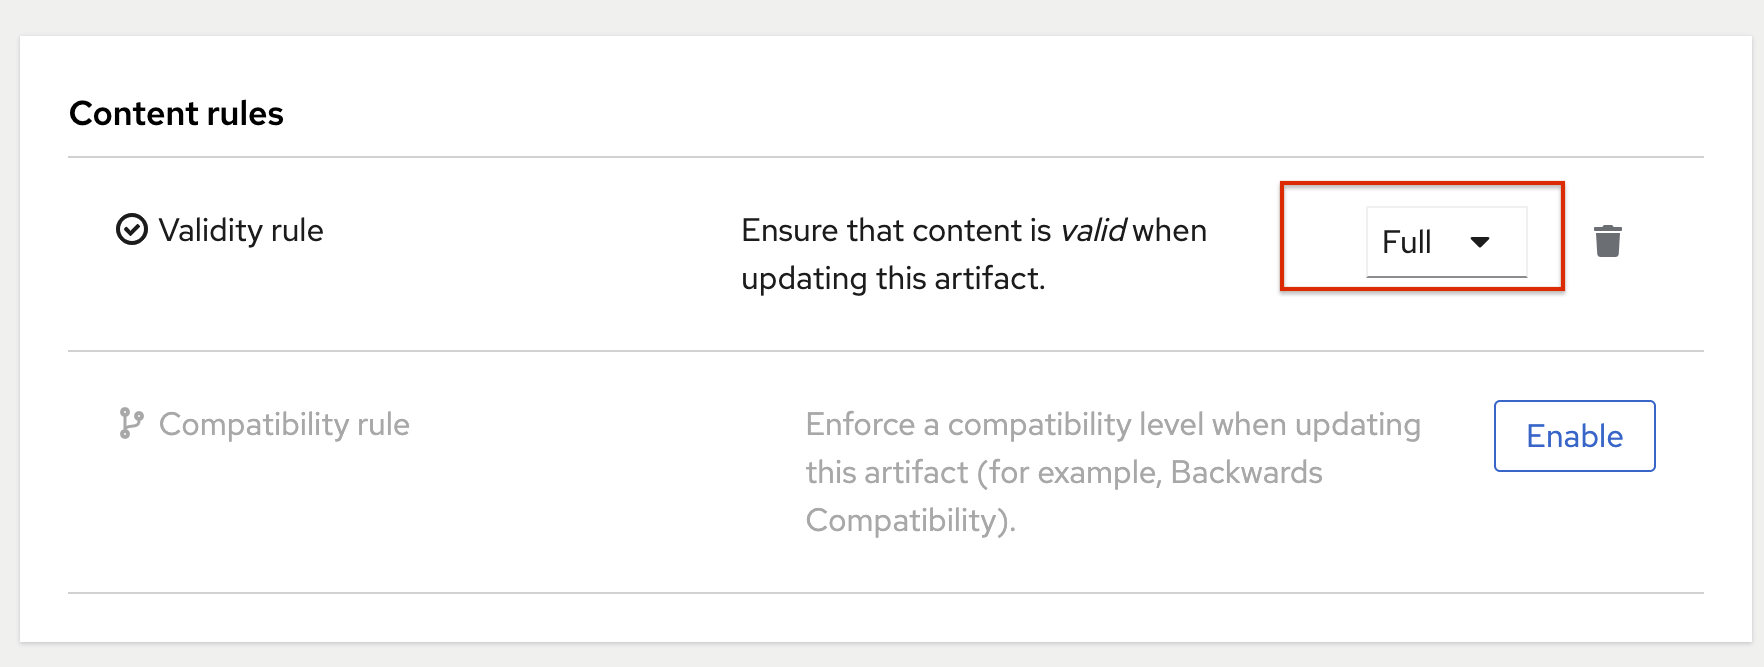 Content rules
Validity rule
Ensure that content is valid when
updating this artifact.
Full
Compatibility rule
Enforce a compatibility level when updating
this artifact (for example, Backwards
Compatibility).
Enable